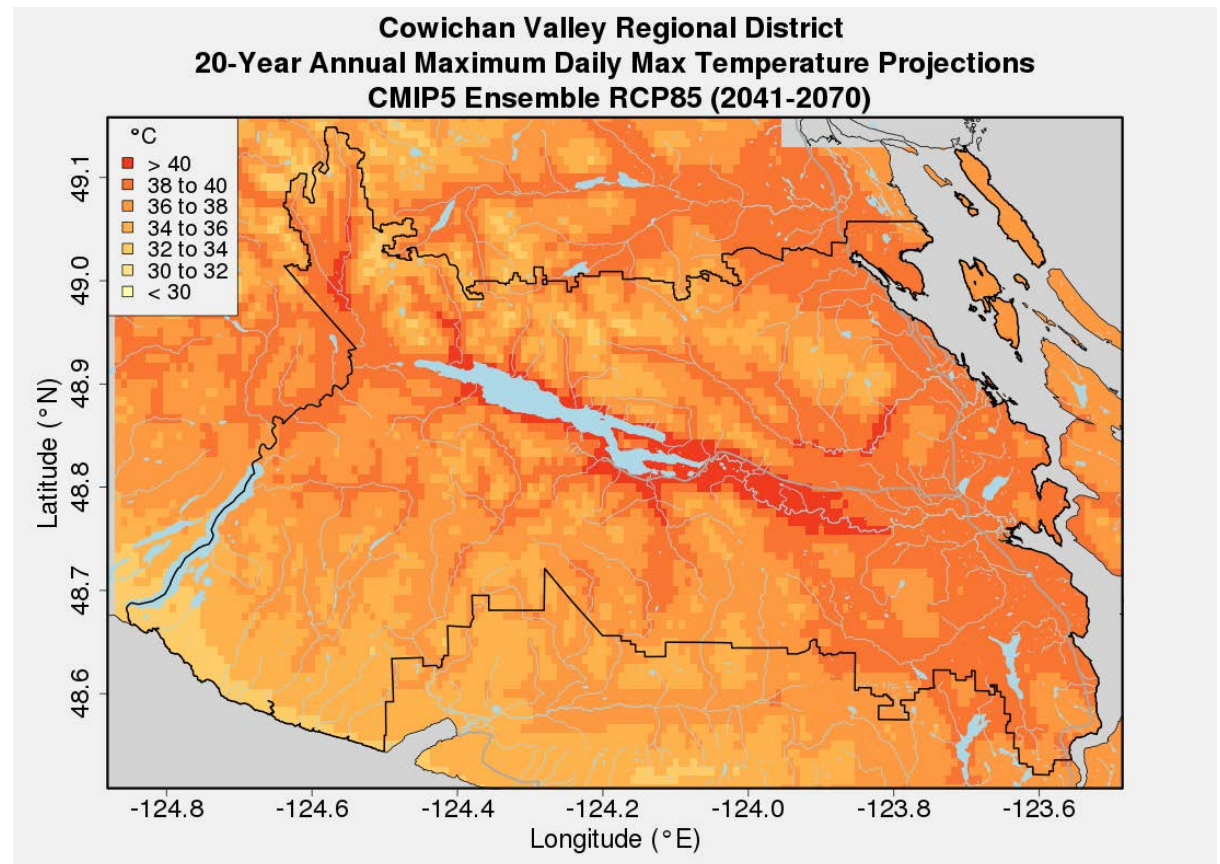 Cowichan Valley Regional District
20-Year Annual Maximum Daily Max Temperature Projections
CMIP5 Ensemble RCP85 (2041-2070)
°C
> 40
38 to 40
36 to 38
34 to 36
32 to 34
30 to 32
< 30
Latitude (°N)
49.1
49.0
48.9
48.8
48.7
48.6
-124.8 -124.6 -124.4 -124.2 -124.0 -123.8 -123.6
Longitude (°E)